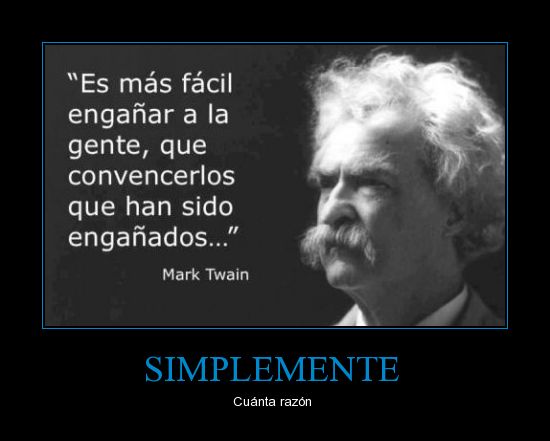 “Es más fácil
engañar a la
gente, que
convencerlos
que han sido
engañados...”
Mark Twain
SIMPLEMENTE
Cuánta razón